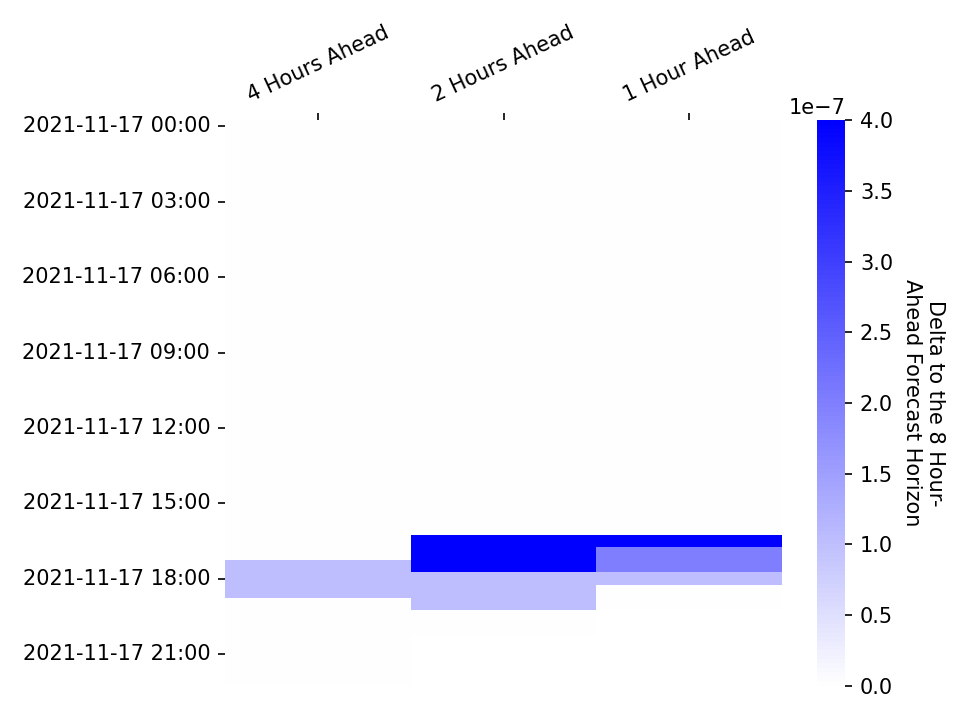 4 Hours Ahead
2 Hours Ahead
1 Hour Ahead
2021-11-17 00:00
2021-11-17 03:00
2021-11-17 06:00
2021-11-17 09:00
2021-11-17 12:00
2021-11-17 15:00
2021-11-17 18:00
2021-11-17 21:00
1e−7
4.0
3.5
3.0
2.5
2.0
1.5
1.0
0.5
0.0
Delta to the 8 Hour-
Ahead Forecast Horizon